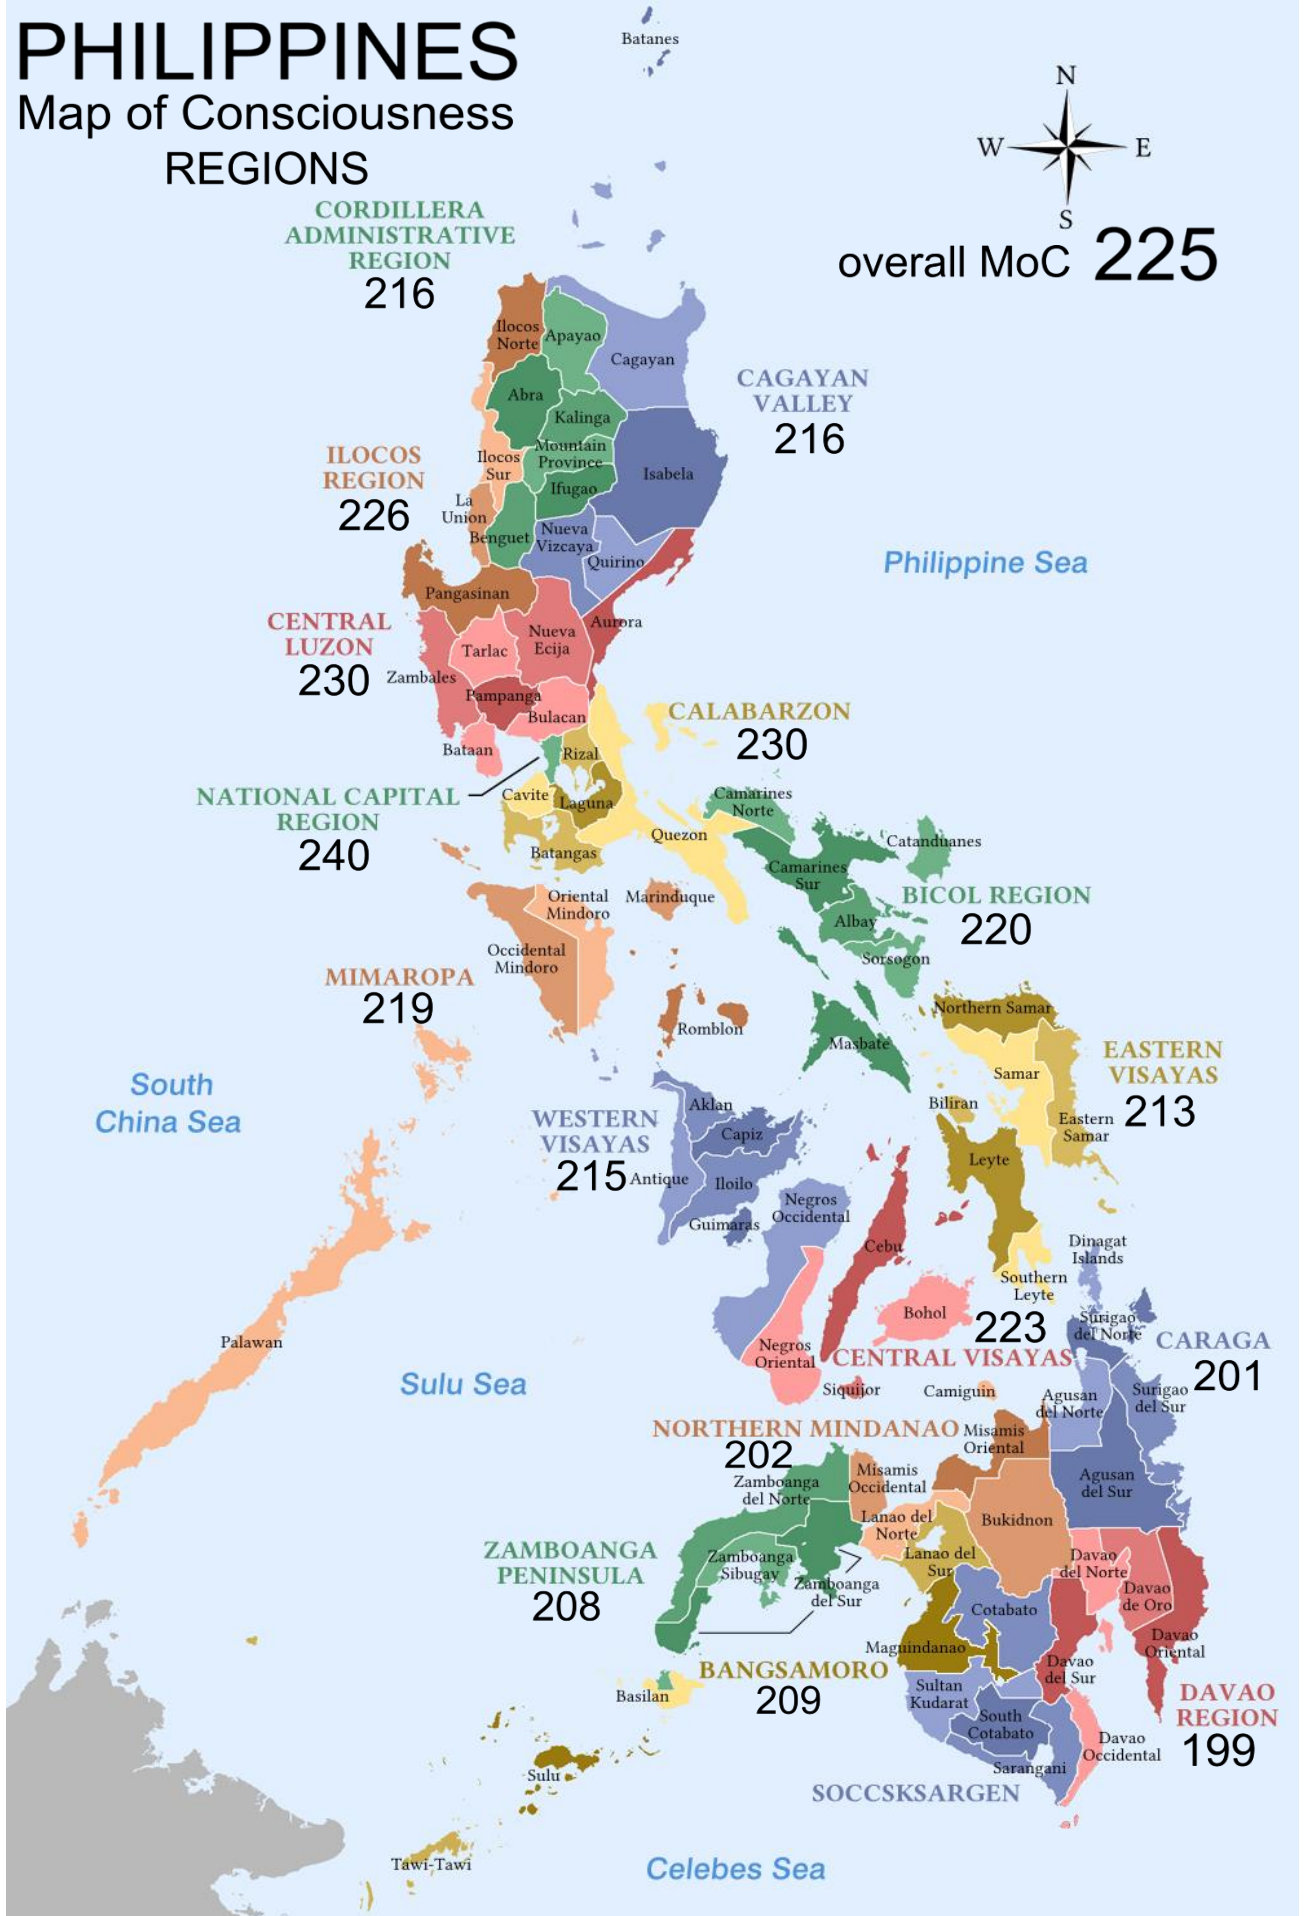 PHILIPPINES
Map of Consciousness
REGIONS
Batanes
N
W
E
S
overall MoC 225
CORDILLERA
ADMINISTRATIVE
REGION
216
Ilocos
Norte
Apayao
Cagayan
CAGAYAN
VALLEY
216
Abra
Kalinga
Mountain
Province
Ilocos
Sur
Isabela
ILOCOS
REGION
226
Ifugao
La
Union
Benguet
Nueva
Vizcaya
Quirino
Philippine Sea
Pangasinan
CENTRAL
LUZON
230
Aurora
Nueva
Ecija
Tarlac
Zambales
Pampanga
Bulacan
Bataan
CALABARZON
230
Rizal
NATIONAL CAPITAL
REGION
240
Cavite
Laguna
Batangas
Quezon
Camarines
Norte
Catanduanes
Camarines
Sur
BICOL REGION
220
Albay
Sorsogon
Oriental
Mindoro
Marinduque
Occidental
Mindoro
MIMAROPA
219
Romblon
Masbate
Northern Samar
Samar
EASTERN
VISAYAS
213
Biliran
Eastern
Samar
Leyte
South
China Sea
WESTERN
VISAYAS
215
Aklan
Capiz
Antique
Iloilo
Guimaras
Negros
Occidental
Cebu
Dinagat
Islands
Southern
Leyte
Bohol
223
CENTRAL VISAYAS
Surigao
del Norte
CARAGA
201
Palawan
Negros
Oriental
Siquijor
Sulu Sea
Camiguin
Agusan
del Norte
Surigao
del Sur
NORTHERN MINDANAO
202
Misamis
Oriental
Zamboanga
del Norte
Misamis
Occidental
Agusan
del Sur
Lanao del
Norte
Bukidnon
ZAMBOANGA
PENINSULA
208
Zamboanga
Sibugay
Zamboanga
del Sur
Lanao del
Sur
Davao
del Norte
Davao
de Oro
Cotabato
Maguindanao
Davao
Oriental
Davao
del Sur
BANGSAMORO
209
Basilan
Sultan
Kudarat
South
Cotabato
DAVAO
REGION
199
Davao
Occidental
Sarangani
SOCCSKSARGEN
Sulu
Tawi-Tawi
Celebes Sea